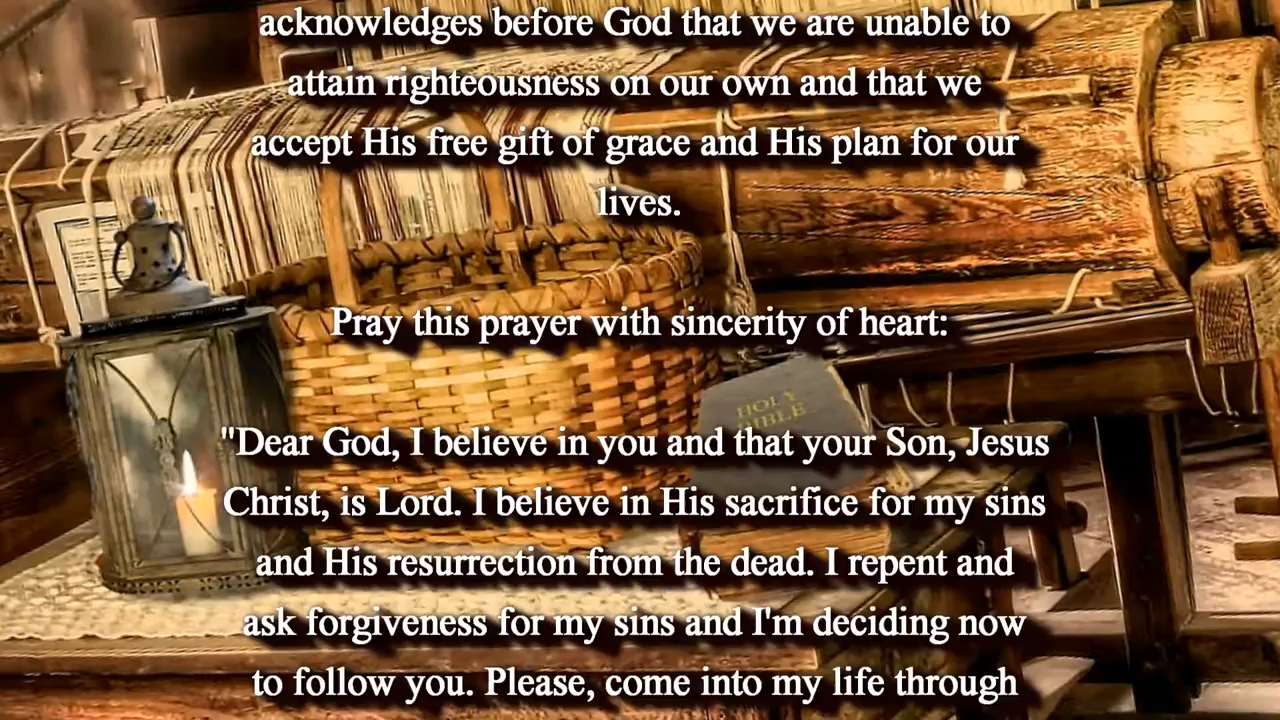 acknowledges before God that we are unable to
attain righteousness on our own and that we
accept His free gift of grace and His plan for our
lives.
Pray this prayer with sincerity of heart:
HOLY
BIBLE
"Dear God, I believe in you and that your Son, Jesus
Christ, is Lord. I believe in His sacrifice for my sins
and His resurrection from the dead. I repent and
ask forgiveness for my sins and I'm deciding now
to follow you. Please, come into my life through